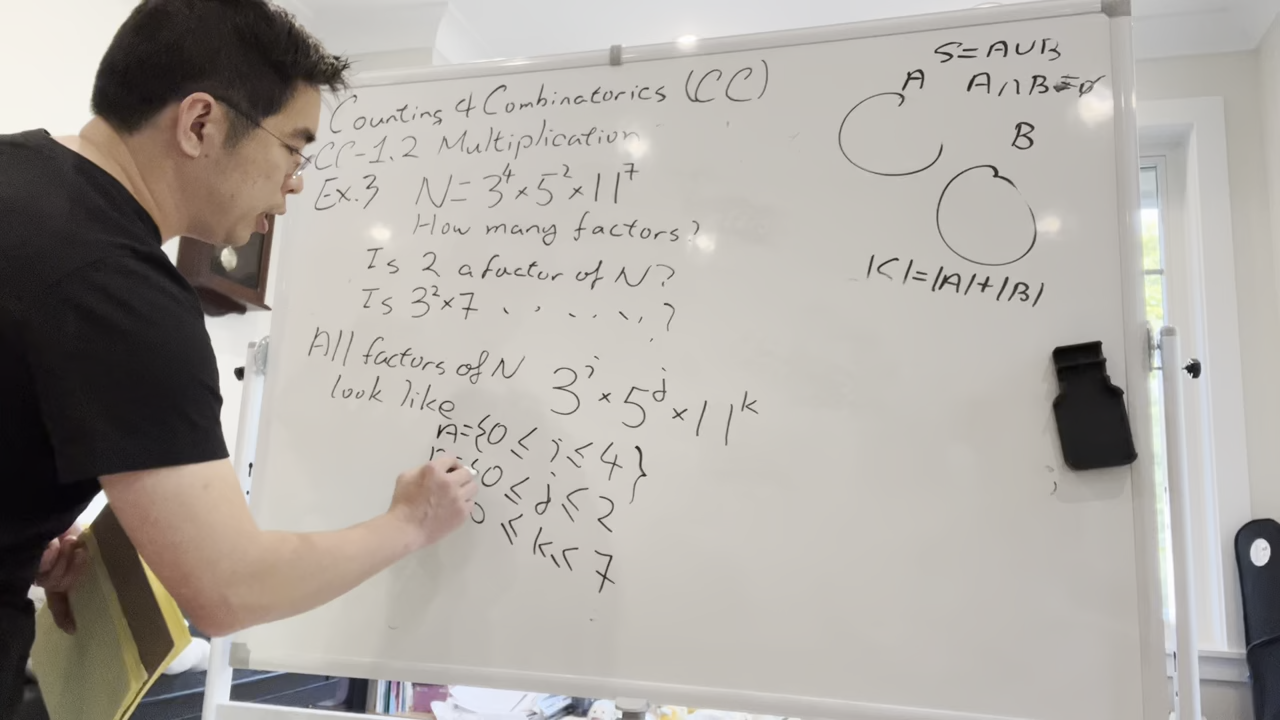 Counting & Combinatorics (CC)
CC-1.2 Multiplication
Ex.3 N = 3⁴ × 5² × 11⁷
How many factors?
Is 2 a factor of N?
Is 3² × 7 . . . . . . ?
All factors of N
look like
3ⁱ × 5ʲ × 11ᵏ
A = {0 ≤ i ≤ 4}
0 ≤ j ≤ 2
0 ≤ k ≤ 7
S = A ∪ B
A ∩ B = ∅
A
B
= |A| + |B|